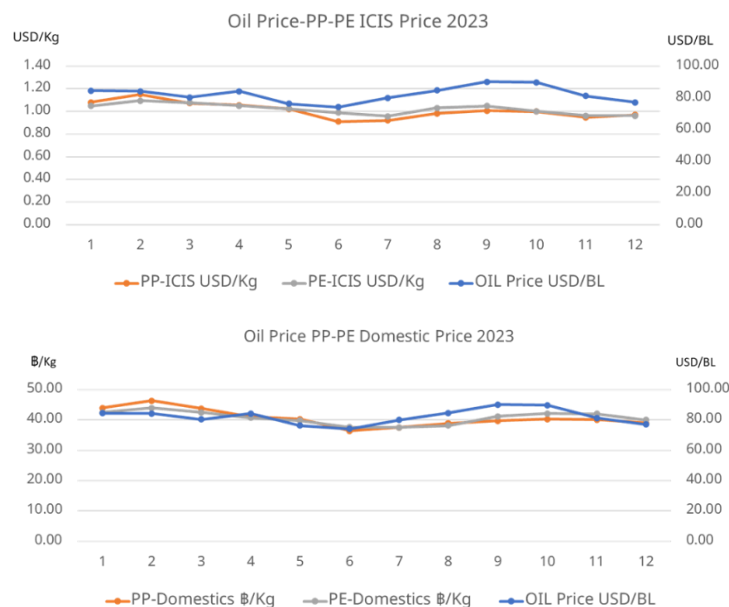 Oil Price-PP-PE ICIS Price 2023
USD/Kg
USD/BL
1.40
1.20
1.00
0.80
0.60
0.40
0.20
0.00
100.00
80.00
60.00
40.00
20.00
0.00
1 2 3 4 5 6 7 8 9 10 11 12
PP-ICIS USD/Kg PE-ICIS USD/Kg OIL Price USD/BL
Oil Price PP-PE Domestic Price 2023
฿/Kg
USD/BL
50.00
40.00
30.00
20.00
10.00
0.00
100.00
80.00
60.00
40.00
20.00
0.00
1 2 3 4 5 6 7 8 9 10 11 12
PP-Domestics ฿/Kg PE-Domestics ฿/Kg OIL Price USD/BL